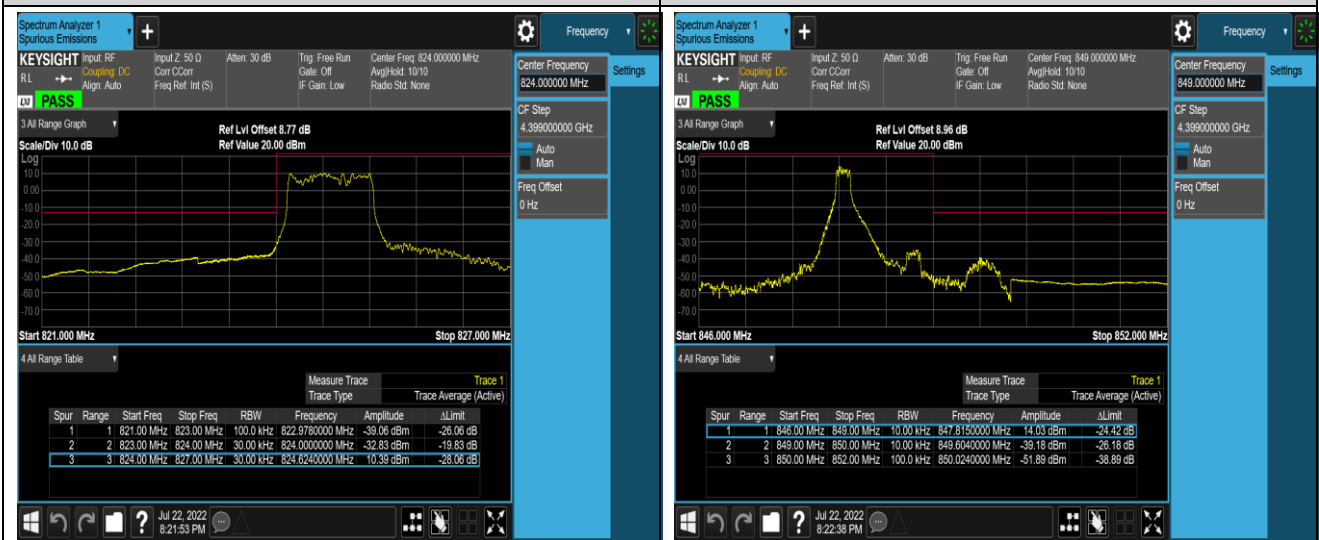 Spectrum Analyzer 1
Spurious Emissions
Frequency
KEYSIGHT Input: RF Input Z: 50 Ω Atten: 30 dB Trig: Free Run Center Freq: 824.000000 MHz
RL Coupling: DC Corr CCorr Gate: Off Avg|Hold: 10/10
Align: Auto Freq Ref: Int (S) IF Gain: Low Radio Std: None
LXI PASS
Center Frequency
824.000000 MHz
Settings
CF Step
4.399000000 GHz
Auto
Man
Freq Offset
0 Hz
3 All Range Graph
Ref Lvl Offset 8.77 dB
Scale/Div 10.0 dB Ref Value 20.00 dBm
Log
10.0
0.00
-10.0
-20.0
-30.0
-40.0
-50.0
-60.0
-70.0
Start 821.000 MHz Stop 827.000 MHz
4 All Range Table
Measure Trace Trace 1
Trace Type Trace Average (Active)
Spur Range Start Freq Stop Freq RBW Frequency Amplitude ΔLimit
1 1 821.00 MHz 823.00 MHz 100.0 kHz 822.9780000 MHz -39.06 dBm -26.06 dB
2 2 823.00 MHz 824.00 MHz 30.00 kHz 824.0000000 MHz -32.83 dBm -19.83 dB
3 3 824.00 MHz 827.00 MHz 30.00 kHz 824.6240000 MHz 10.39 dBm -28.06 dB
Jul 22, 2022
8:21:53 PM
Spectrum Analyzer 1
Spurious Emissions
Frequency
KEYSIGHT Input: RF Input Z: 50 Ω Atten: 30 dB Trig: Free Run Center Freq: 849.000000 MHz
RL Coupling: DC Corr CCorr Gate: Off Avg|Hold: 10/10
Align: Auto Freq Ref: Int (S) IF Gain: Low Radio Std: None
LXI PASS
Center Frequency
849.000000 MHz
Settings
CF Step
4.399000000 GHz
Auto
Man
Freq Offset
0 Hz
3 All Range Graph
Ref Lvl Offset 8.96 dB
Scale/Div 10.0 dB Ref Value 20.00 dBm
Log
10.0
0.00
-10.0
-20.0
-30.0
-40.0
-50.0
-60.0
-70.0
Start 846.000 MHz Stop 852.000 MHz
4 All Range Table
Measure Trace Trace 1
Trace Type Trace Average (Active)
Spur Range Start Freq Stop Freq RBW Frequency Amplitude ΔLimit
1 1 846.00 MHz 849.00 MHz 10.00 kHz 847.8150000 MHz 14.03 dBm -24.42 dB
2 2 849.00 MHz 850.00 MHz 10.00 kHz 849.6040000 MHz -39.18 dBm -26.18 dB
3 3 850.00 MHz 852.00 MHz 100.0 kHz 850.0240000 MHz -51.89 dBm -38.89 dB
Jul 22, 2022
8:22:38 PM